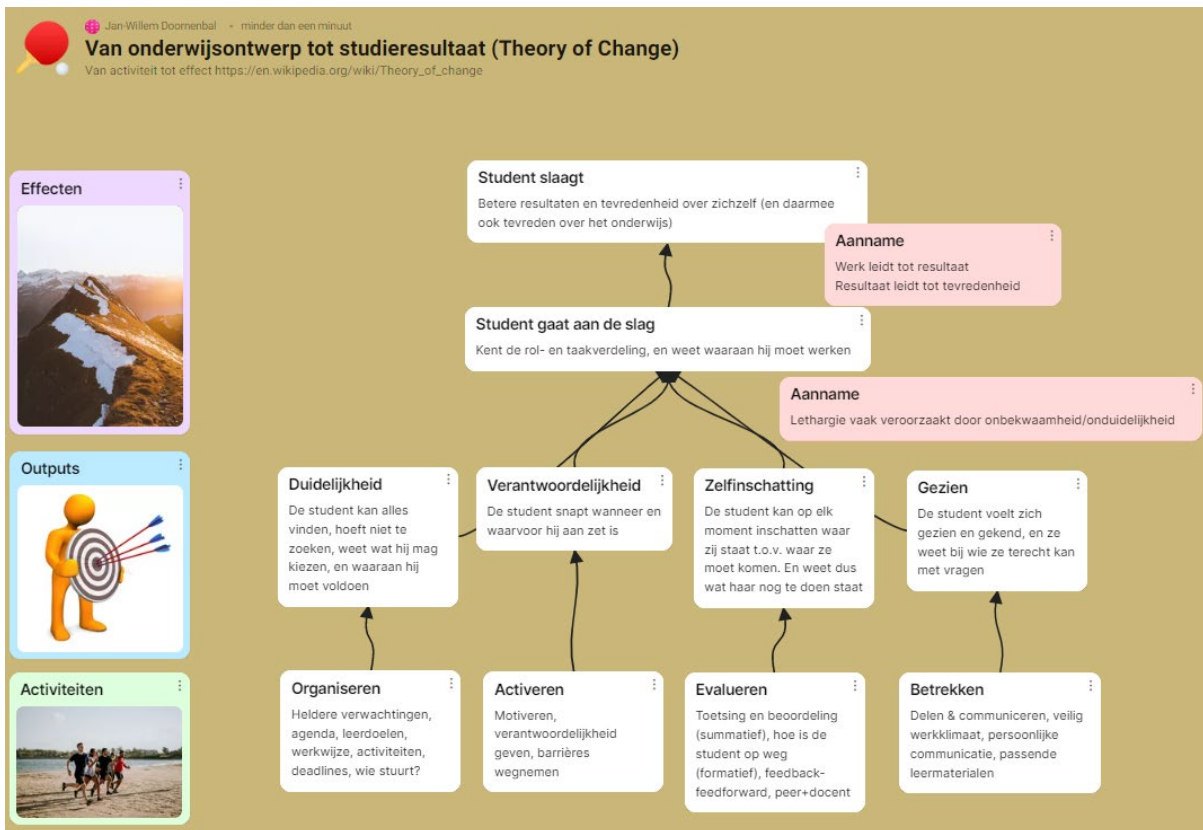 Jan-Willem Doornenbal • minder dan een minuut
Van onderwijsontwerp tot studieresultaat (Theory of Change)
Van activiteit tot effect https://en.wikipedia.org/wiki/Theory_of_change
Effecten
Student slaagt
Betere resultaten en tevredenheid over zichzelf (en daarmee
ook tevreden over het onderwijs)
Aanname
Werk leidt tot resultaat
Resultaat leidt tot tevredenheid
Student gaat aan de slag
Kent de rol- en taakverdeling, en weet waaraan hij moet werken
Aanname
Lethargie vaak veroorzaakt door onbekwaamheid/onduidelijkheid
Outputs
Duidelijkheid
De student kan alles
vinden, hoeft niet te
zoeken, weet wat hij mag
kiezen, en waaraan hij
moet voldoen
Verantwoordelijkheid
De student snapt wanneer en
waarvoor hij aan zet is
Zelfinschatting
De student kan op elk
moment inschatten waar
zij staat t.o.v. waar ze
moet komen. En weet dus
wat haar nog te doen staat
Gezien
De student voelt zich
gezien en gekend, en ze
weet bij wie ze terecht kan
met vragen
Activiteiten
Organiseren
Heldere verwachtingen,
agenda, leerdoelen,
werkwijze, activiteiten,
deadlines, wie stuurt?
Activeren
Motiveren,
verantwoordelijkheid
geven, barrières
wegnemen
Evalueren
Toetsing en beoordeling
(summatief), hoe is de
student op weg
(formatief), feedback-
feedforward, peer+docent
Betrekken
Delen & communiceren, veilig
werkklimaat, persoonlijke
communicatie, passende
leermaterialen